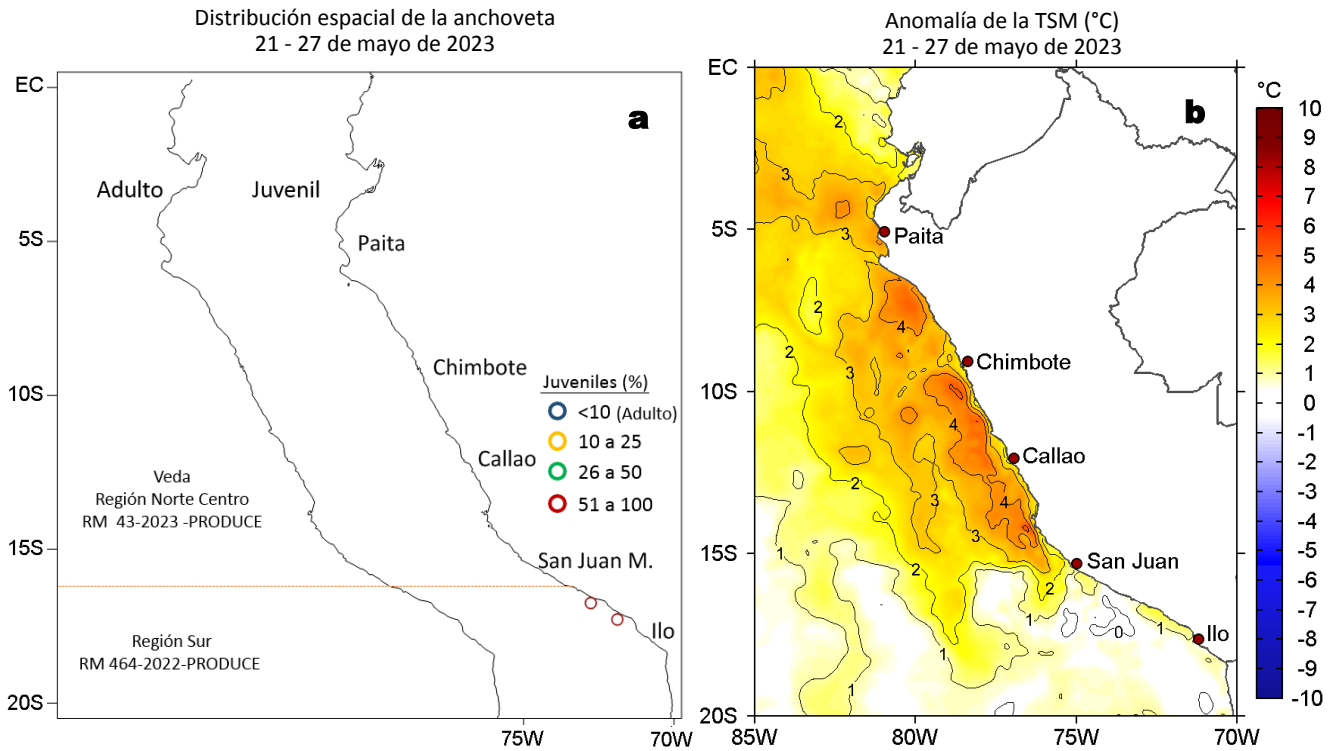 Distribución espacial de la anchoveta
21 - 27 de mayo de 2023
EC
5S
10S
15S
20S
75W
70W
a
Adulto
Juvenil
Paita
Chimbote
Juveniles (%)
<10 (Adulto)
10 a 25
26 a 50
51 a 100
Callao
Veda
Región Norte Centro
RM 43-2023 -PRODUCE
San Juan M.
Ilo
Región Sur
RM 464-2022-PRODUCE
Anomalía de la TSM (°C)
21 - 27 de mayo de 2023
EC
5S
10S
15S
20S
85W
80W
75W
70W
b
2
3
3
Paita
2
4
2
3
Chimbote
4
Callao
2
3
4
3
1
2
San Juan
2
1
0
1
Ilo
1
1
°C
10
9
8
7
6
5
4
3
2
1
0
-1
-2
-3
-4
-5
-6
-7
-8
-9
-10